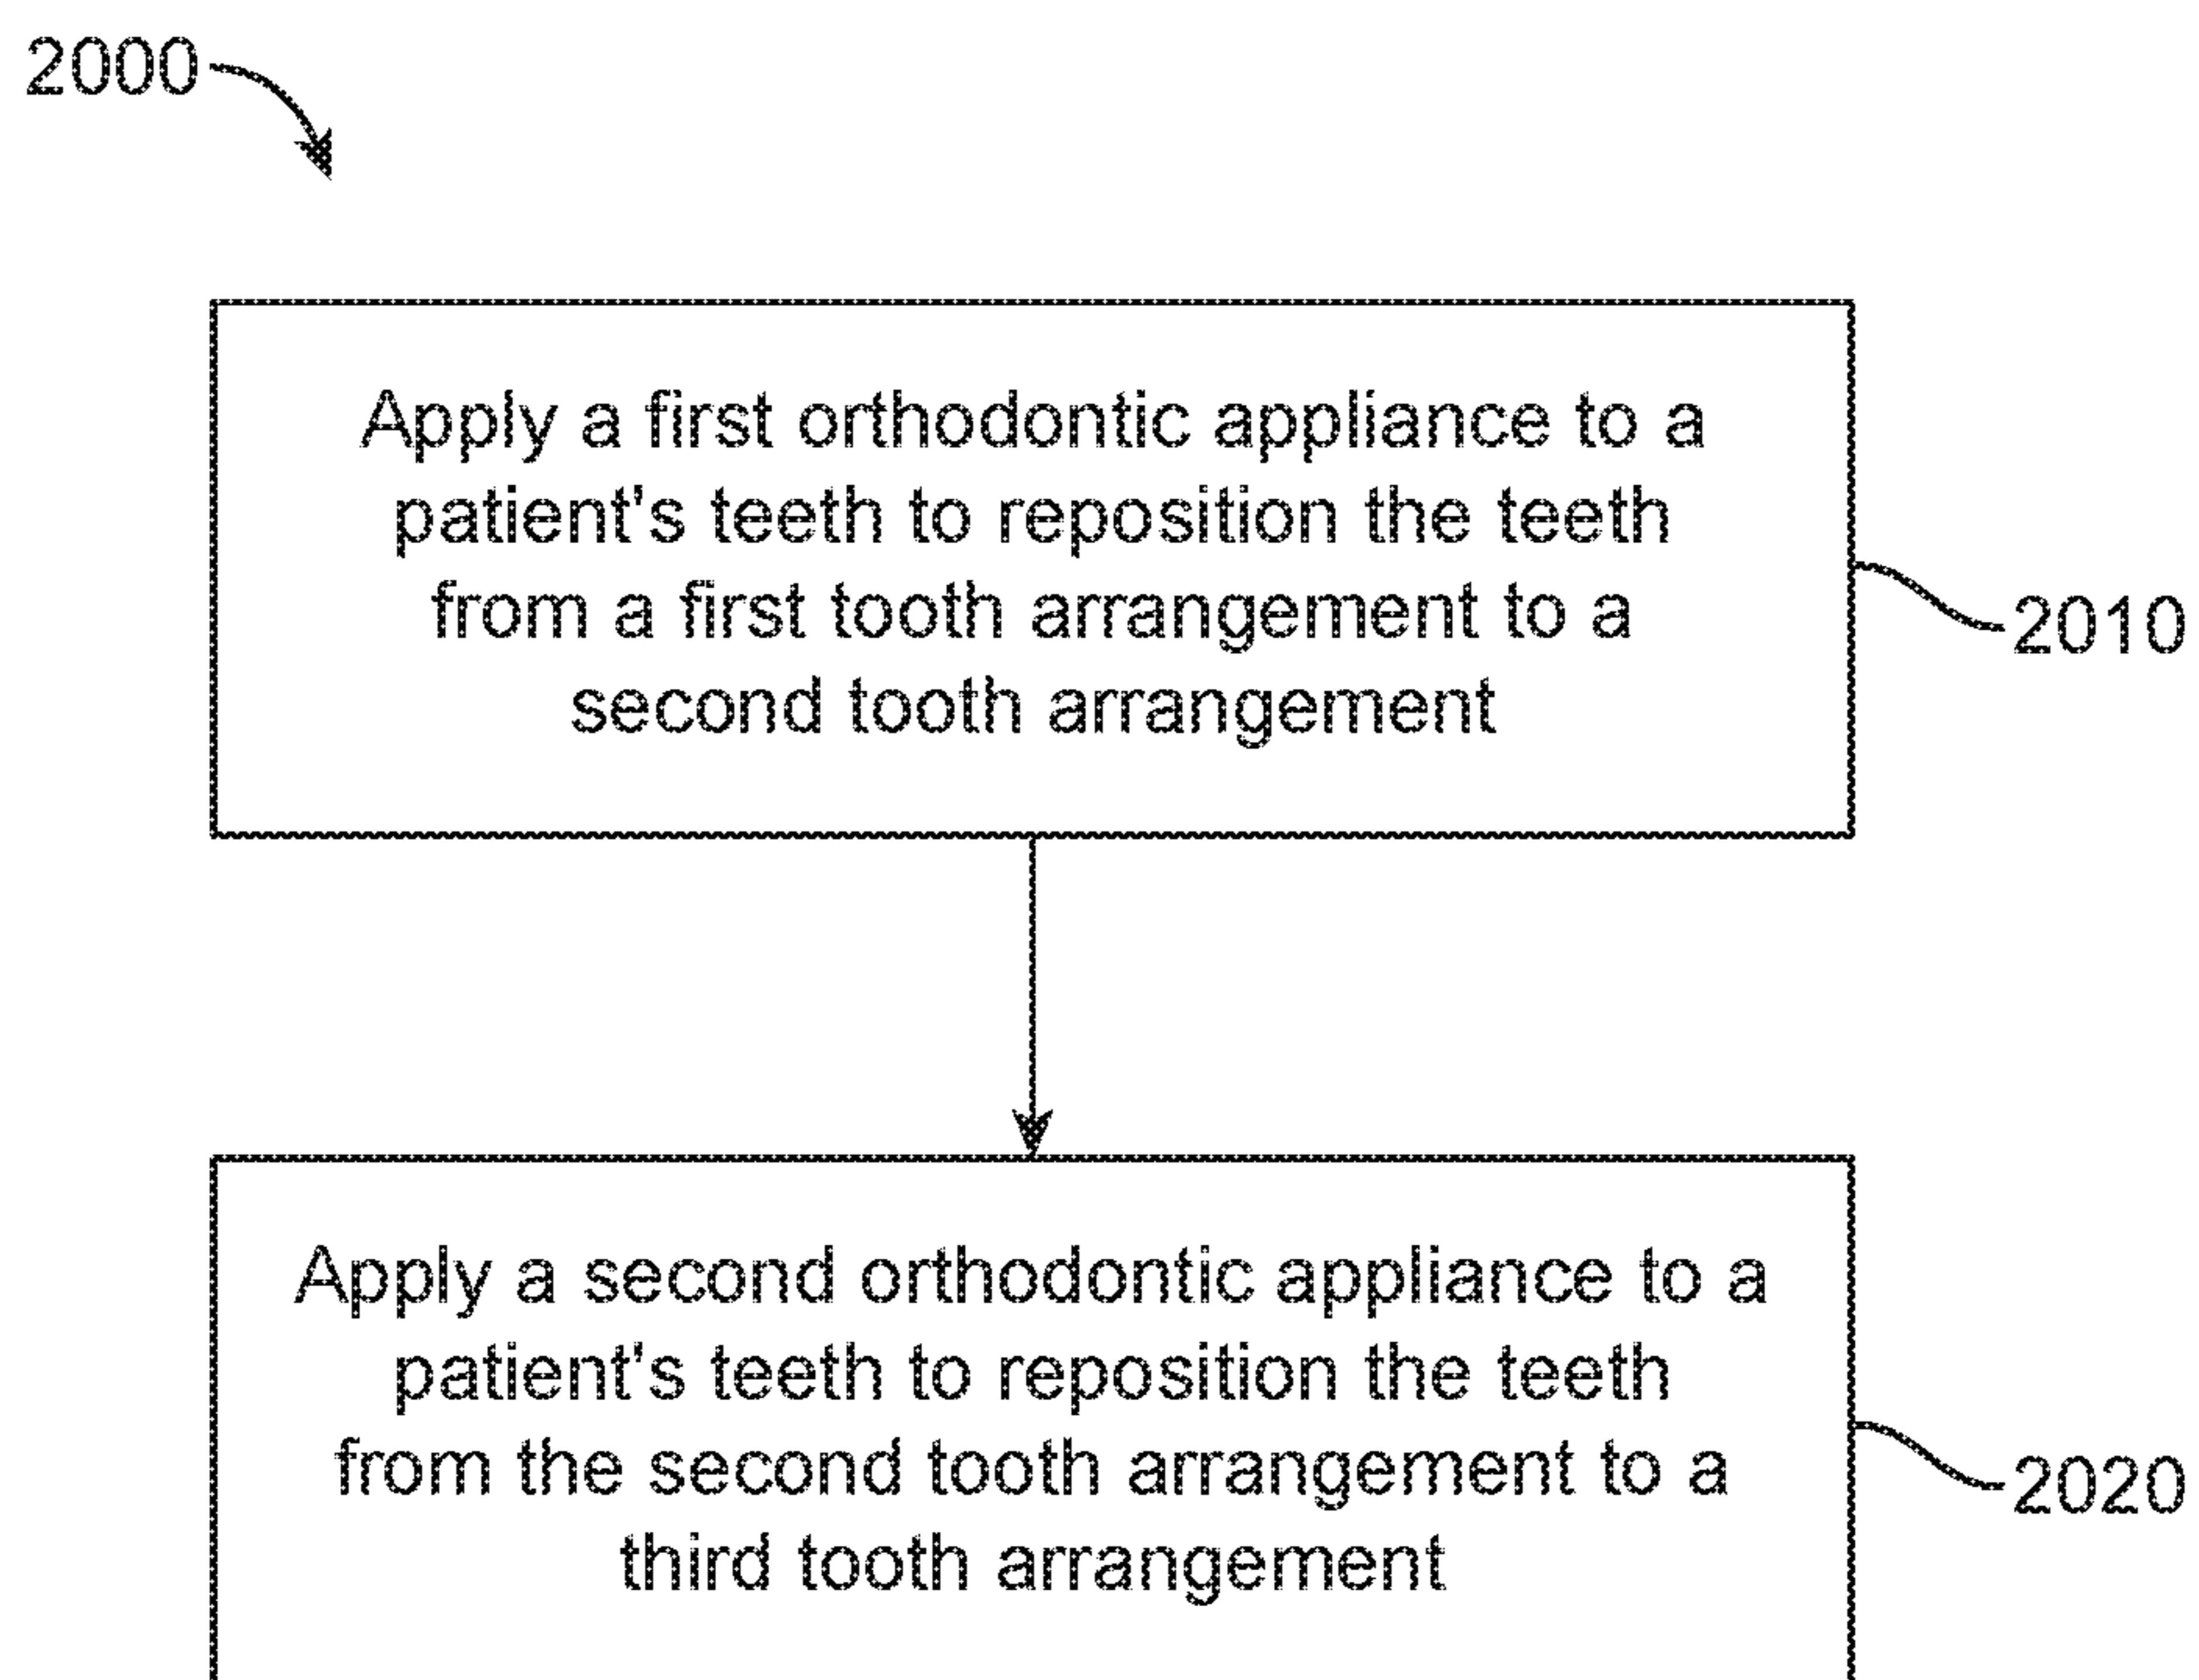 2000
Apply a first orthodontic appliance to a
patient's teeth to reposition the teeth
from a first tooth arrangement to a
second tooth arrangement
2010
Apply a second orthodontic appliance to a
patient's teeth to reposition the teeth
from the second tooth arrangement to a
third tooth arrangement
2020